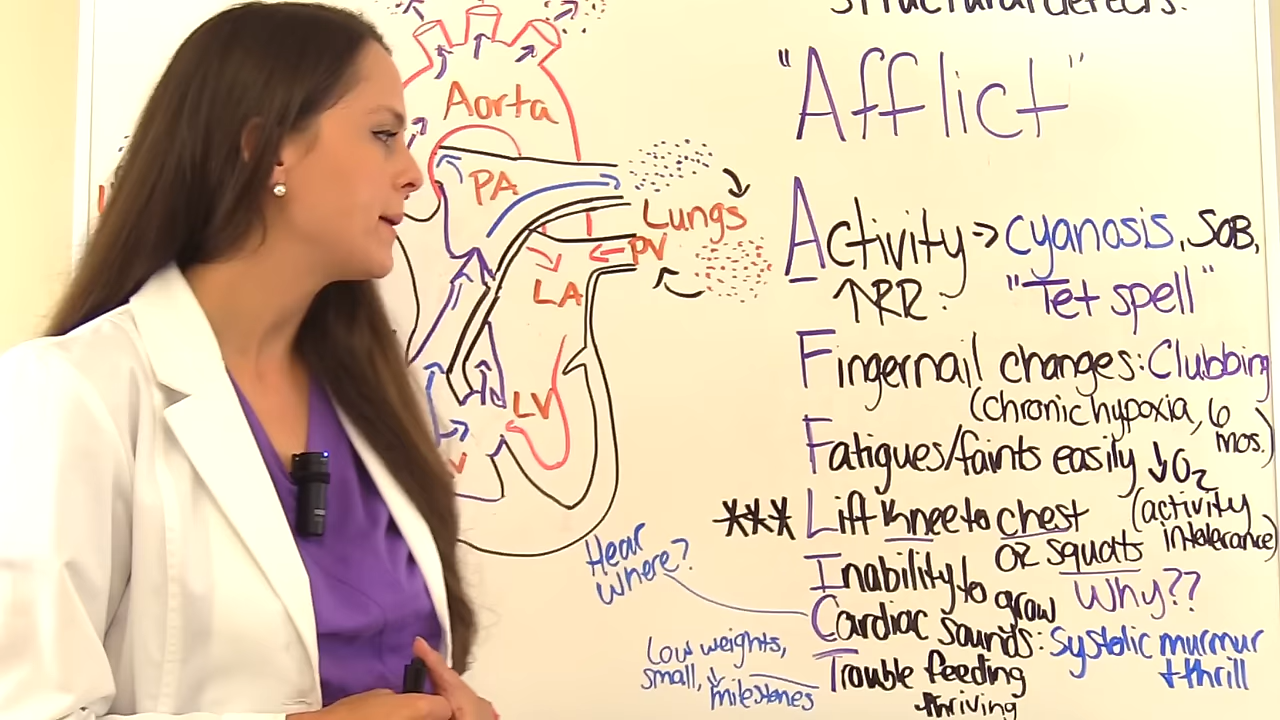 structural defects:
"Afflict"
Aorta
PA
Lungs
PV
LA
LV
Activity → cyanosis, SOB,
↑RR. "Tet spell"
Fingernail changes: Clubbing
(chronic hypoxia, 6 mos.)
Fatigues/faints easily ↓O2
(activity intolerance)
*** Lift knee to chest
OR squats
Inability to grow Why??
Hear where?
Cardiac sounds: Systolic murmur
+ thrill
Trouble feeding
thriving
Low weights,
small, ↓ milestones